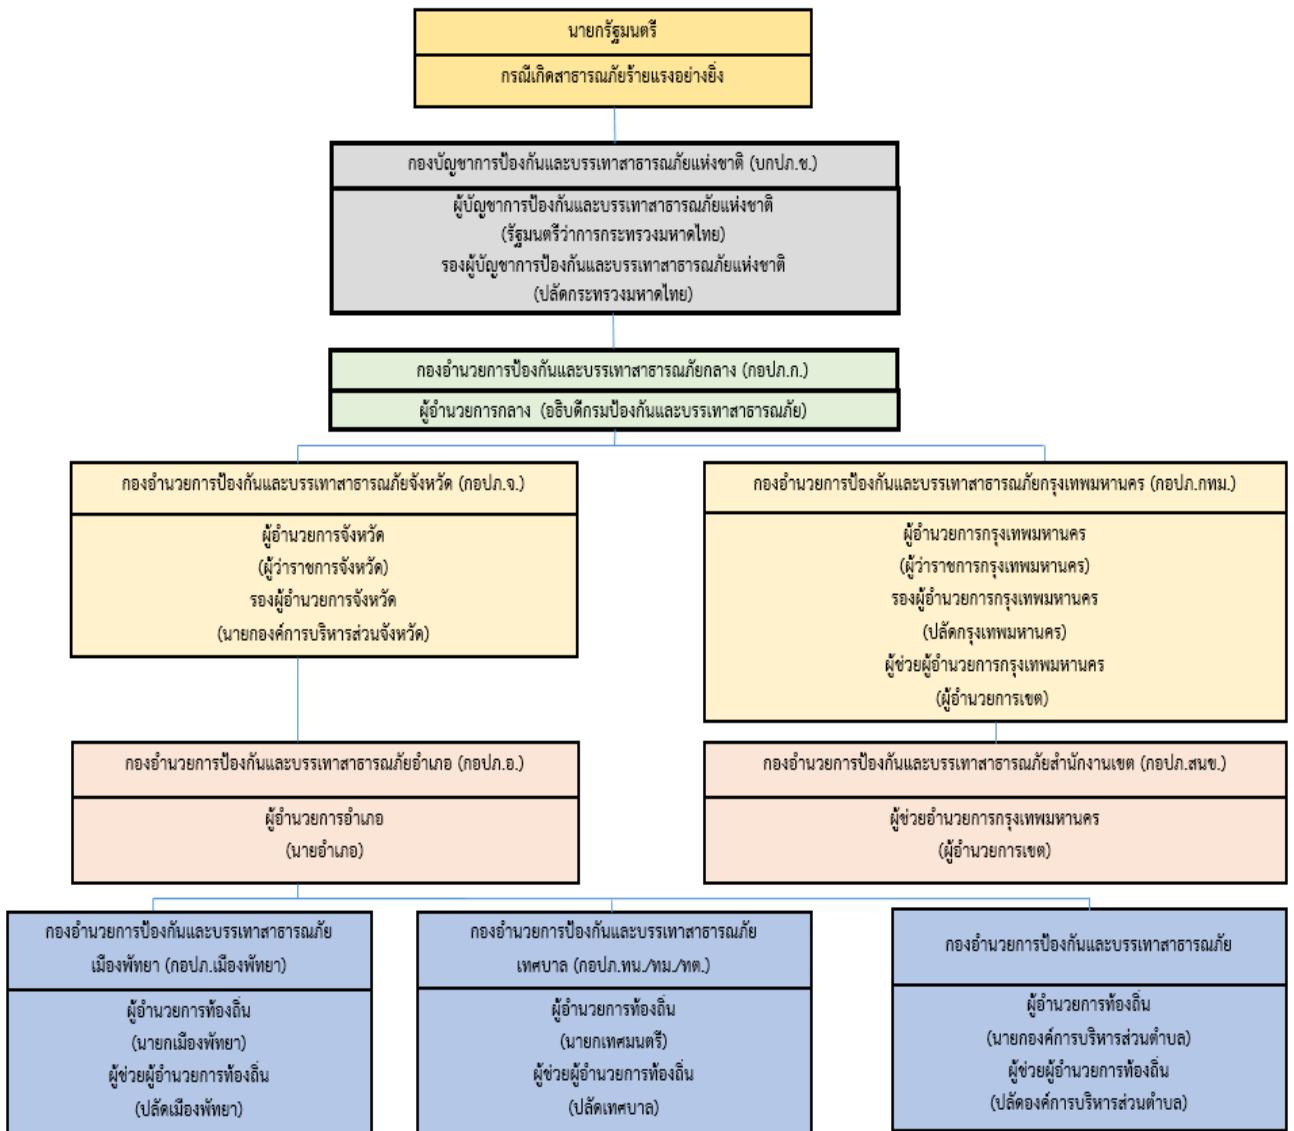 นายกรัฐมนตรี
กรณีเกิดสาธารณภัยร้ายแรงอย่างยิ่ง
กองบัญชาการป้องกันและบรรเทาสาธารณภัยแห่งชาติ (บกปภ.ช.)
ผู้บัญชาการป้องกันและบรรเทาสาธารณภัยแห่งชาติ
(รัฐมนตรีว่าการกระทรวงมหาดไทย)
รองผู้บัญชาการป้องกันและบรรเทาสาธารณภัยแห่งชาติ
(ปลัดกระทรวงมหาดไทย)
กองอำนวยการป้องกันและบรรเทาสาธารณภัยกลาง (กอปภ.ก.)
ผู้อำนวยการกลาง (อธิบดีกรมป้องกันและบรรเทาสาธารณภัย)
กองอำนวยการป้องกันและบรรเทาสาธารณภัยจังหวัด (กอปภ.จ.)
ผู้อำนวยการจังหวัด
(ผู้ว่าราชการจังหวัด)
รองผู้อำนวยการจังหวัด
(นายกองค์การบริหารส่วนจังหวัด)
กองอำนวยการป้องกันและบรรเทาสาธารณภัยกรุงเทพมหานคร (กอปภ.กทม.)
ผู้อำนวยการกรุงเทพมหานคร
(ผู้ว่าราชการกรุงเทพมหานคร)
รองผู้อำนวยการกรุงเทพมหานคร
(ปลัดกรุงเทพมหานคร)
ผู้ช่วยผู้อำนวยการกรุงเทพมหานคร
(ผู้อำนวยการเขต)
กองอำนวยการป้องกันและบรรเทาสาธารณภัยอำเภอ (กอปภ.อ.)
ผู้อำนวยการอำเภอ
(นายอำเภอ)
กองอำนวยการป้องกันและบรรเทาสาธารณภัยสำนักงานเขต (กอปภ.สนข.)
ผู้ช่วยอำนวยการกรุงเทพมหานคร
(ผู้อำนวยการเขต)
กองอำนวยการป้องกันและบรรเทาสาธารณภัย
เมืองพัทยา (กอปภ.เมืองพัทยา)
ผู้อำนวยการท้องถิ่น
(นายกเมืองพัทยา)
ผู้ช่วยผู้อำนวยการท้องถิ่น
(ปลัดเมืองพัทยา)
กองอำนวยการป้องกันและบรรเทาสาธารณภัย
เทศบาล (กอปภ.ทน./ทม./ทต.)
ผู้อำนวยการท้องถิ่น
(นายกเทศมนตรี)
ผู้ช่วยผู้อำนวยการท้องถิ่น
(ปลัดเทศบาล)
กองอำนวยการป้องกันและบรรเทาสาธารณภัย
ผู้อำนวยการท้องถิ่น
(นายกองค์การบริหารส่วนตำบล)
ผู้ช่วยผู้อำนวยการท้องถิ่น
(ปลัดองค์การบริหารส่วนตำบล)